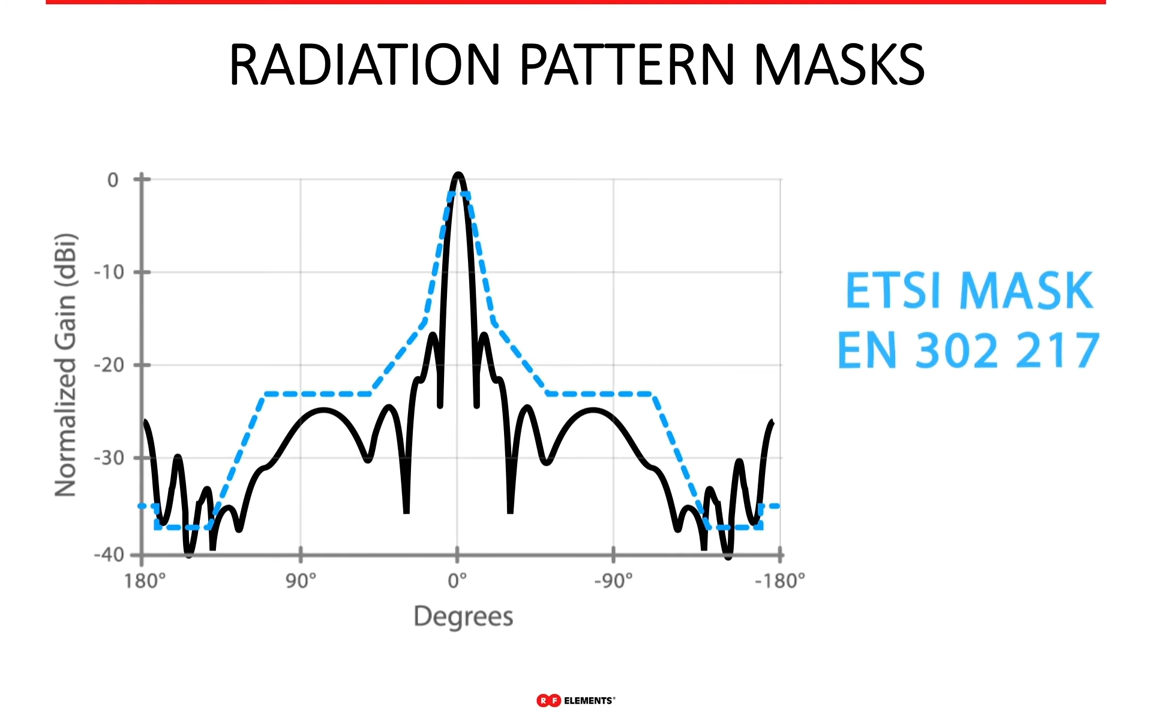 RADIATION PATTERN MASKS
Normalized Gain (dBi)
0
-10
-20
-30
-40
180°
90°
0°
-90°
-180°
Degrees
ETSI MASK
EN 302 217
RF ELEMENTS®